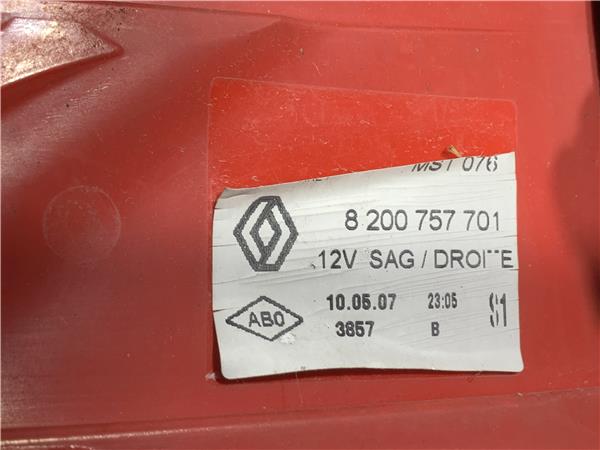 MST 076
8 200 757 701
12V SAG / DROITE
ABO
10.05.07 23:05 S1
3857 B